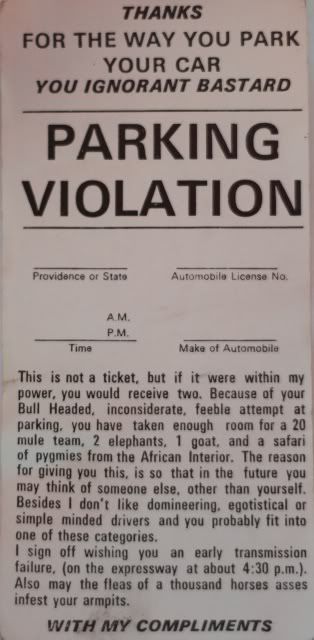 THANKS
FOR THE WAY YOU PARK
YOUR CAR
YOU IGNORANT BASTARD
PARKING
VIOLATION
Providence or State Automobile License No.
A.M.
P.M.
Time Make of Automobile
This is not a ticket, but if it were within my
power, you would receive two. Because of your
Bull Headed, inconsiderate, feeble attempt at
parking, you have taken enough room for a 20
mule team, 2 elephants, 1 goat, and a safari
of pygmies from the African Interior. The reason
for giving you this, is so that in the future you
may think of someone else, other than yourself.
Besides I don't like domineering, egotistical or
simple minded drivers and you probably fit into
one of these categories.
I sign off wishing you an early transmission
failure, (on the expressway at about 4:30 p.m.).
Also may the fleas of a thousand horses asses
infest your armpits.
WITH MY COMPLIMENTS